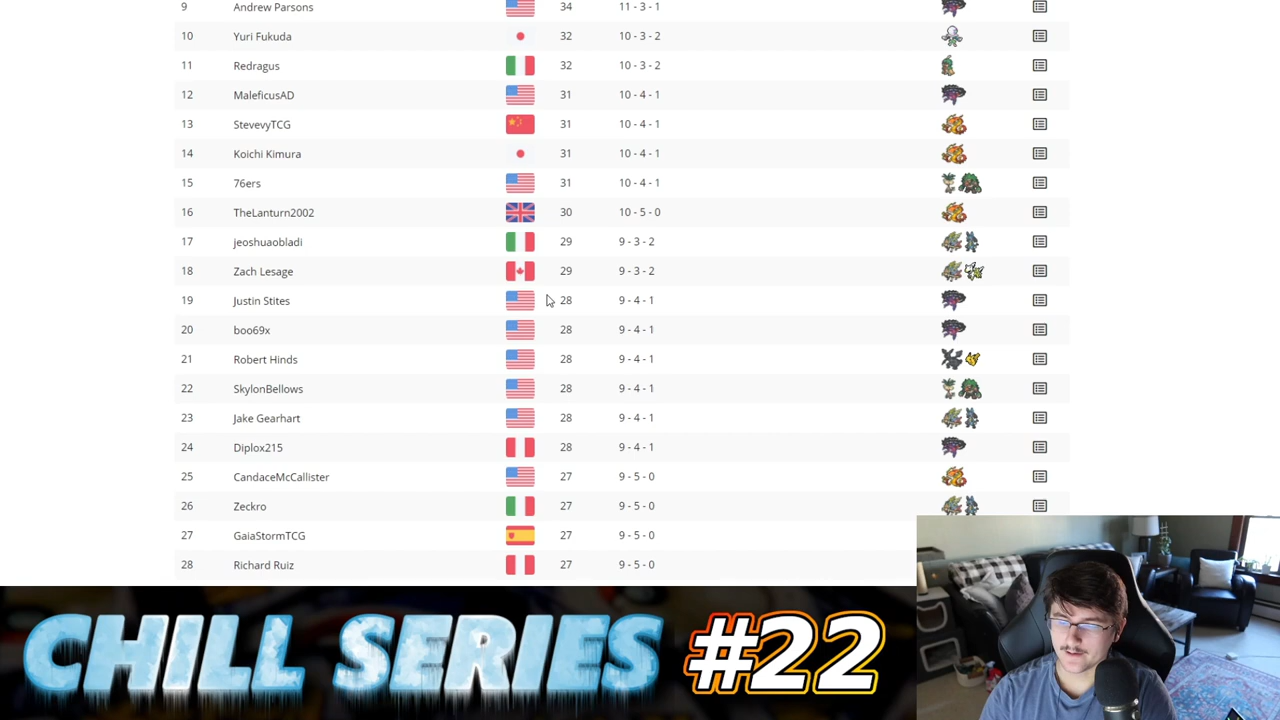 9 Andrew Parsons 34 11 - 3 - 1
10 Yuri Fukuda 32 10 - 3 - 2
11 Redragus 32 10 - 3 - 2
12 MaleficusAD 31 10 - 4 - 1
13 StevevyTCG 31 10 - 4 - 1
14 Koichi Kimura 31 10 - 4 - 1
15 76ers 31 10 - 4 - 1
16 TheLanturn2002 30 10 - 5 - 0
17 jeoshuaobladi 29 9 - 3 - 2
18 Zach Lesage 29 9 - 3 - 2
19 Justin Sites 28 9 - 4 - 1
20 28 9 - 4 - 1
21 Robert Hinds 28 9 - 4 - 1
22 StevenBellows 28 9 - 4 - 1
23 Jake Gearhart 28 9 - 4 - 1
24 Diplox215 28 9 - 4 - 1
25 CandaceMcCallister 27 9 - 5 - 0
26 Zeckro 27 9 - 5 - 0
27 GibaStormTCG 27 9 - 5 - 0
28 Richard Ruiz 27 9 - 5 - 0
CHILL SERIES #22